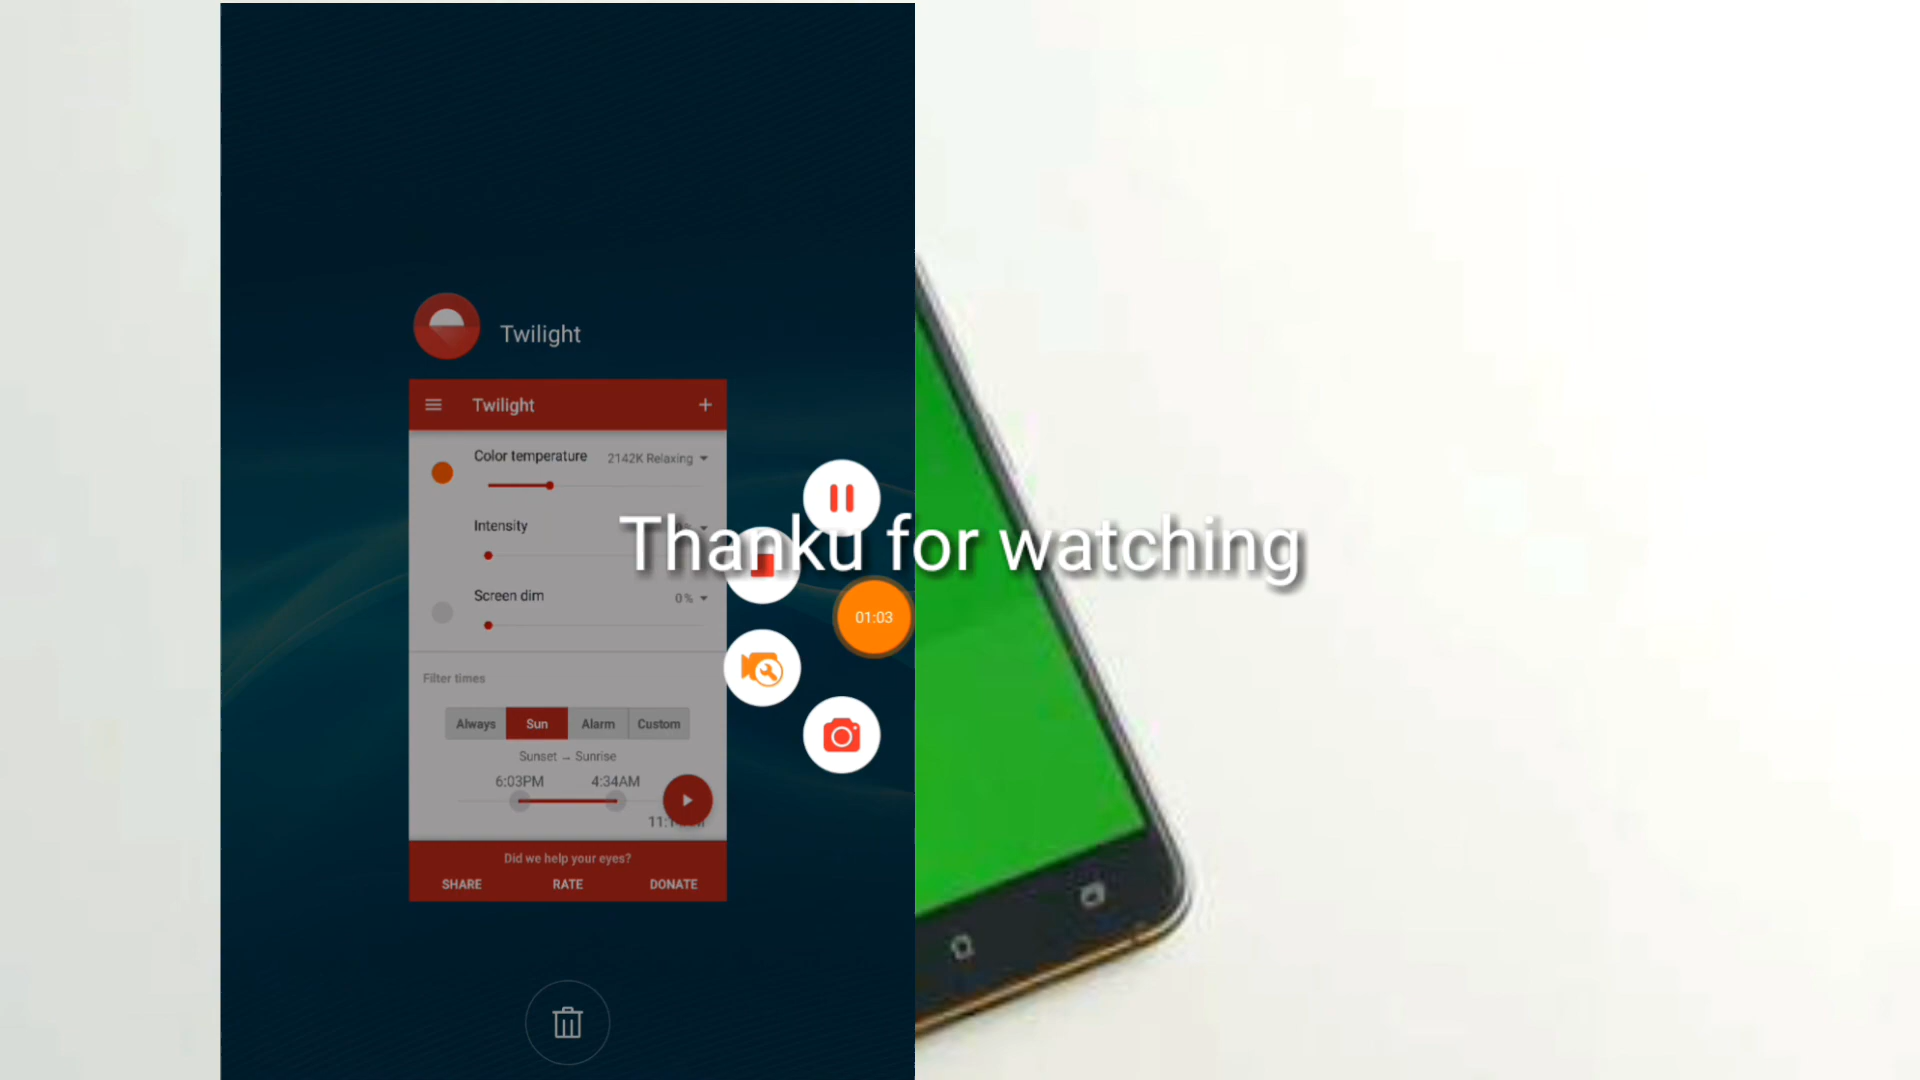 Twilight
Twilight
Color temperature 2142K Relaxing
Intensity
Thanku for watching
Screen dim 0%
01:03
Filter times
Always Sun Alarm Custom
Sunset → Sunrise
6:03PM 4:34AM
Did we help your eyes?
SHARE RATE DONATE